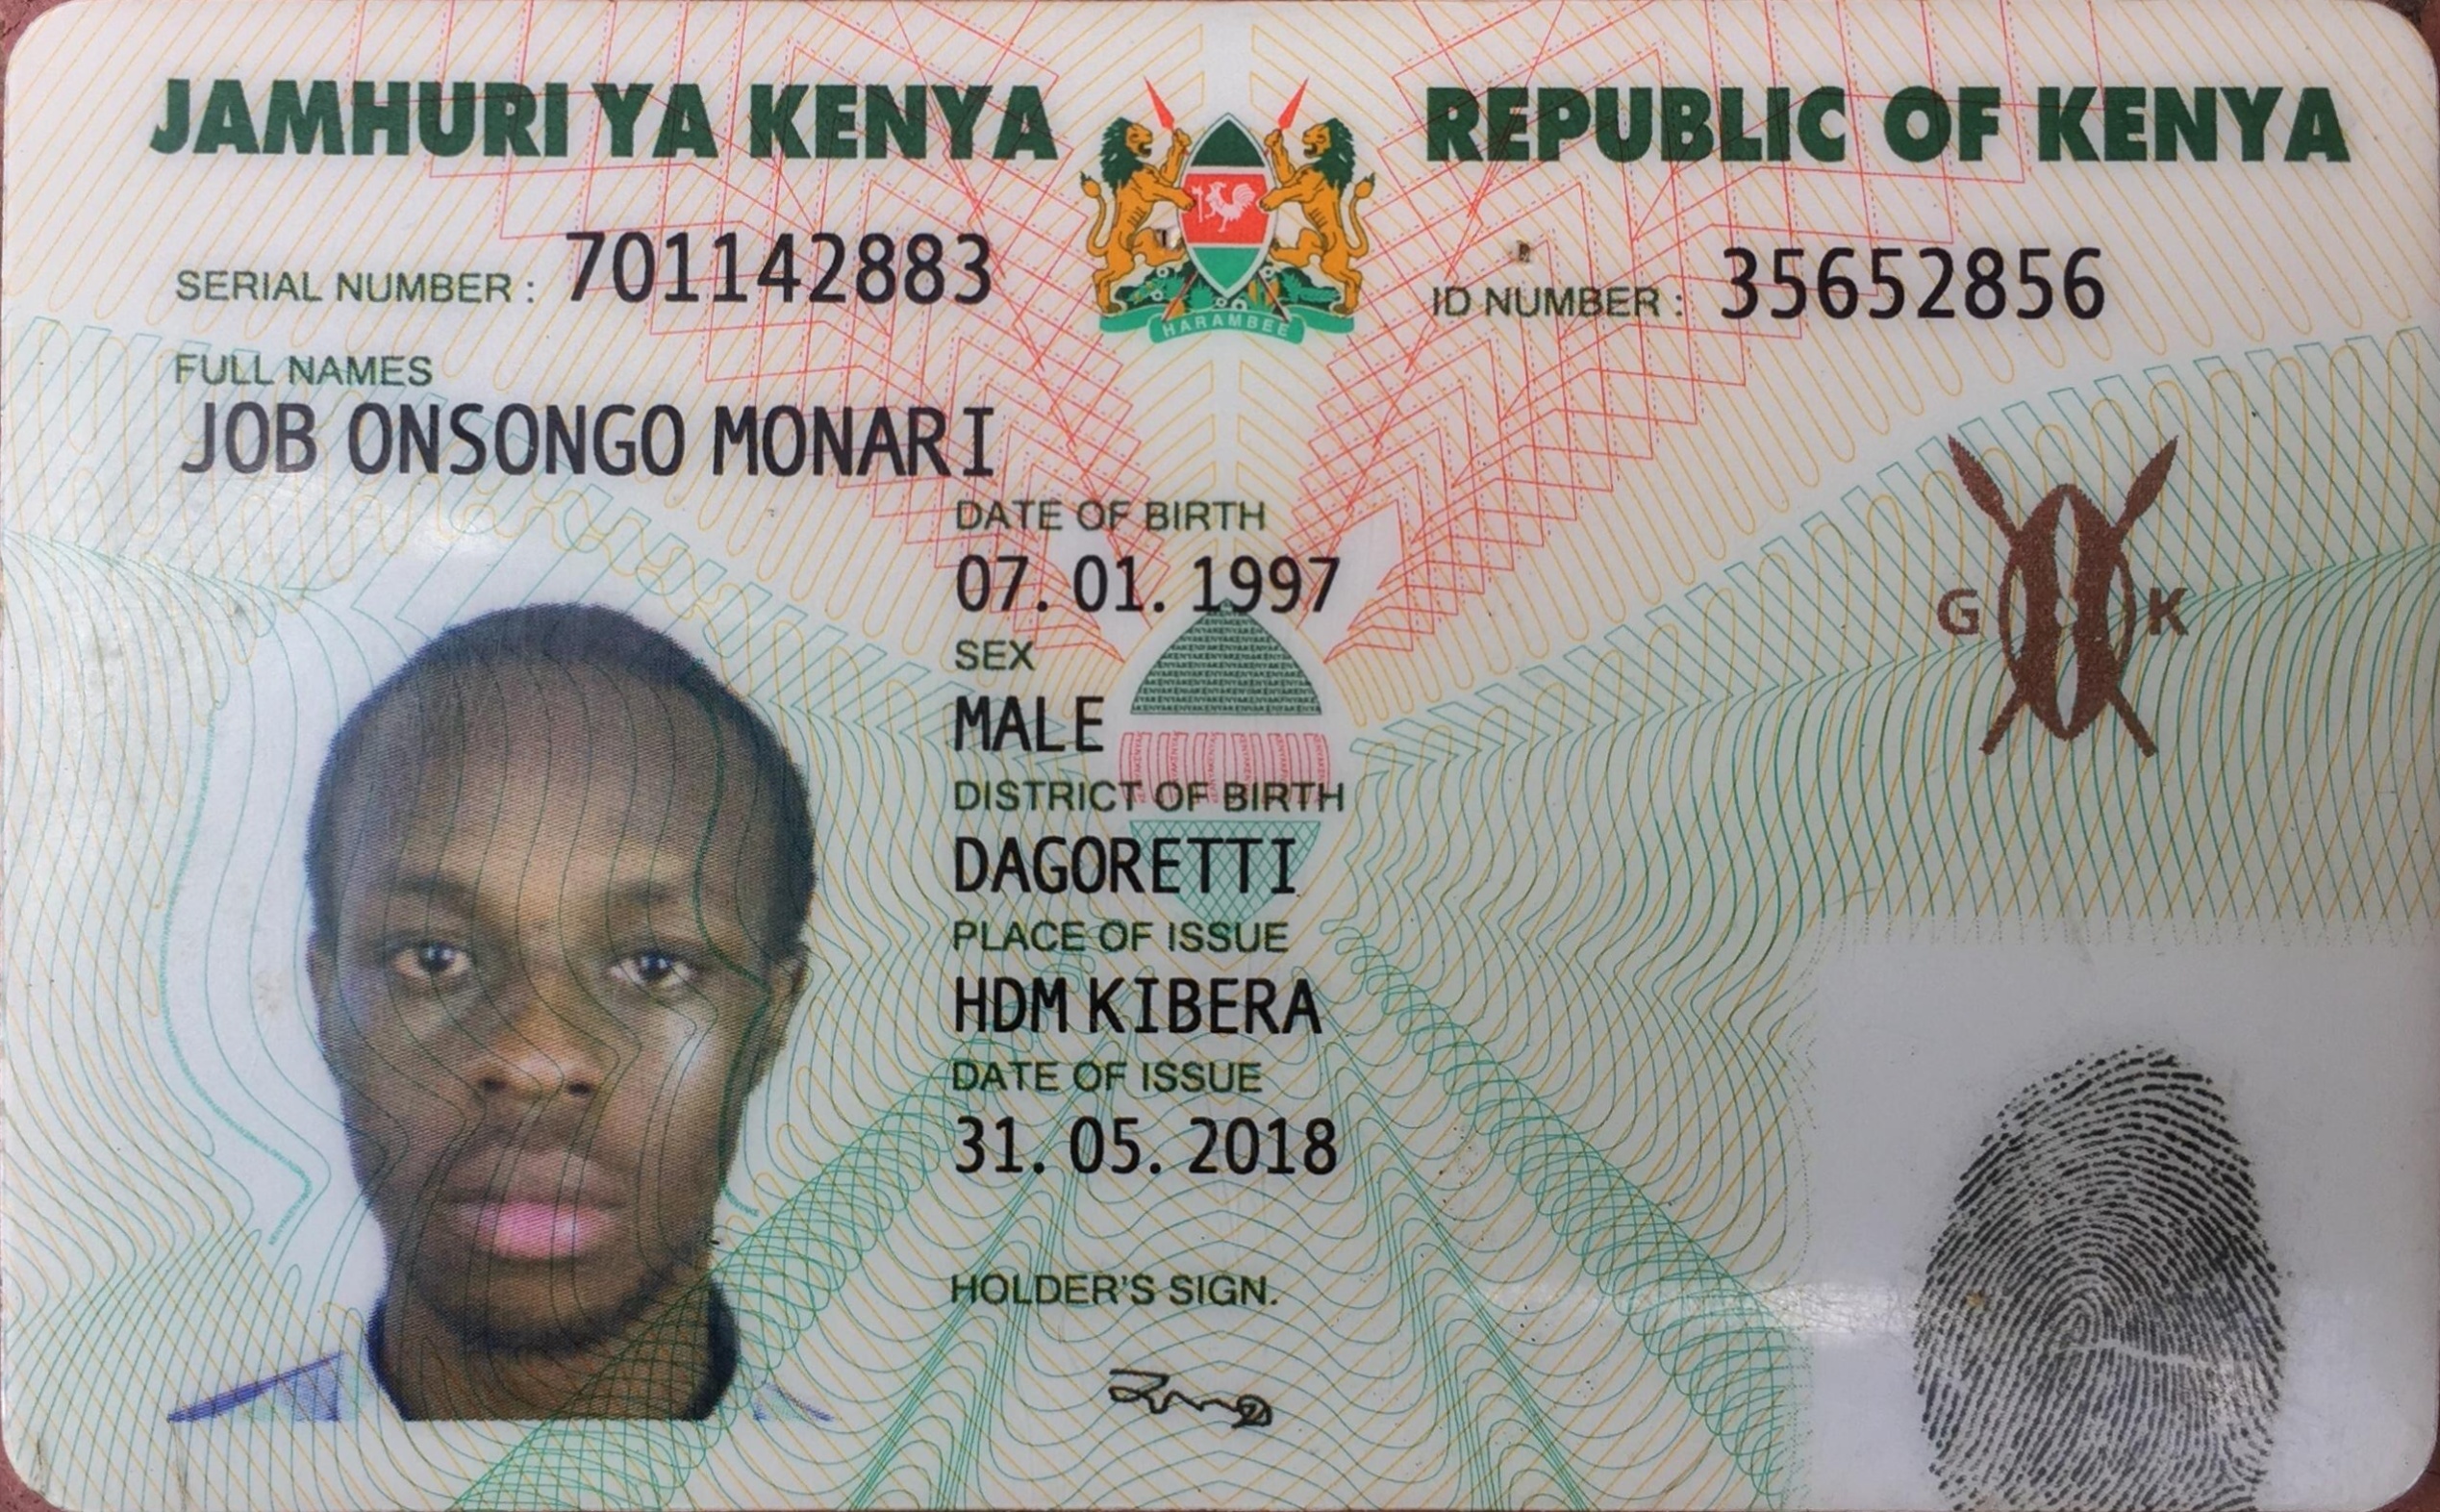 JAMHURI YA KENYA REPUBLIC OF KENYA
HARAMBEE
SERIAL NUMBER : 701142883 ID NUMBER : 35652856
FULL NAMES
JOB ONSONGO MONARI
DATE OF BIRTH
07. 01. 1997
SEX
MALE
G K
DISTRICT OF BIRTH
DAGORETTI
PLACE OF ISSUE
HDM KIBERA
DATE OF ISSUE
31. 05. 2018
HOLDER'S SIGN.